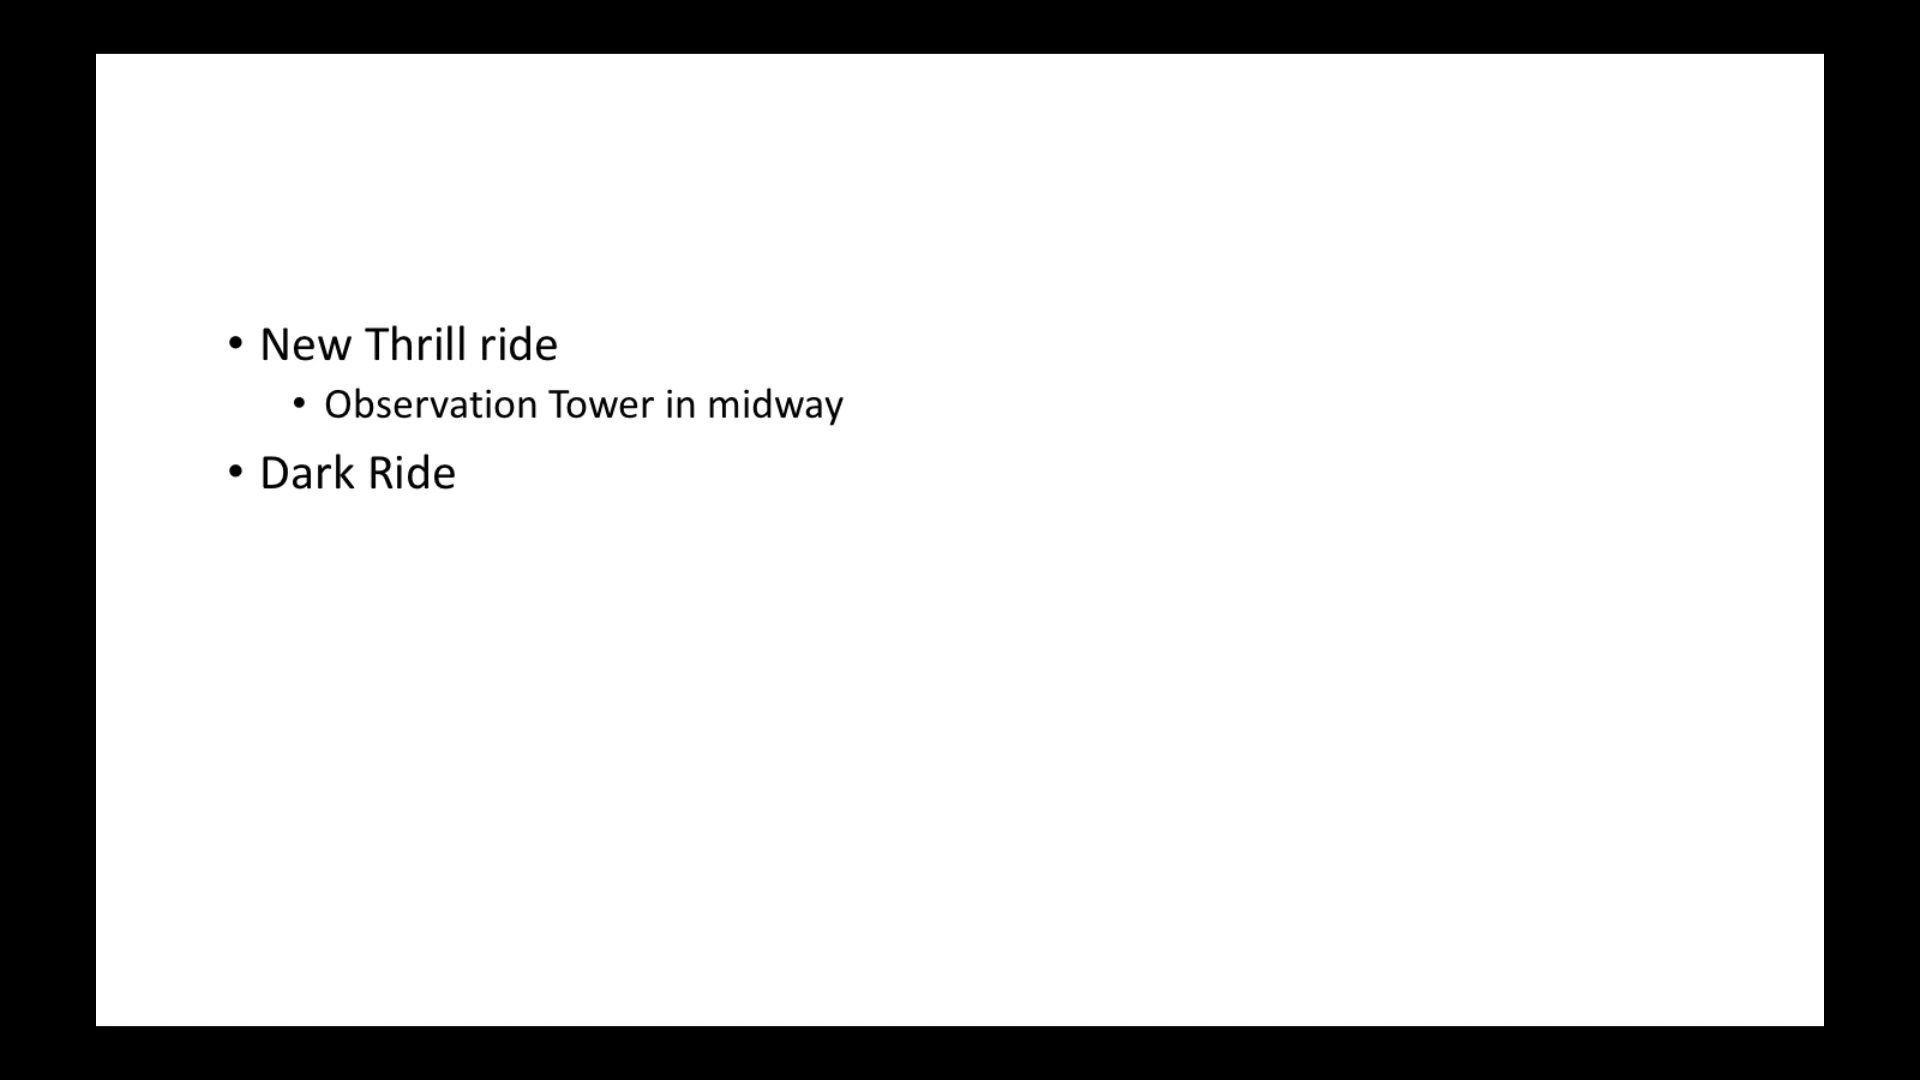 • New Thrill ride
• Observation Tower in midway
• Dark Ride